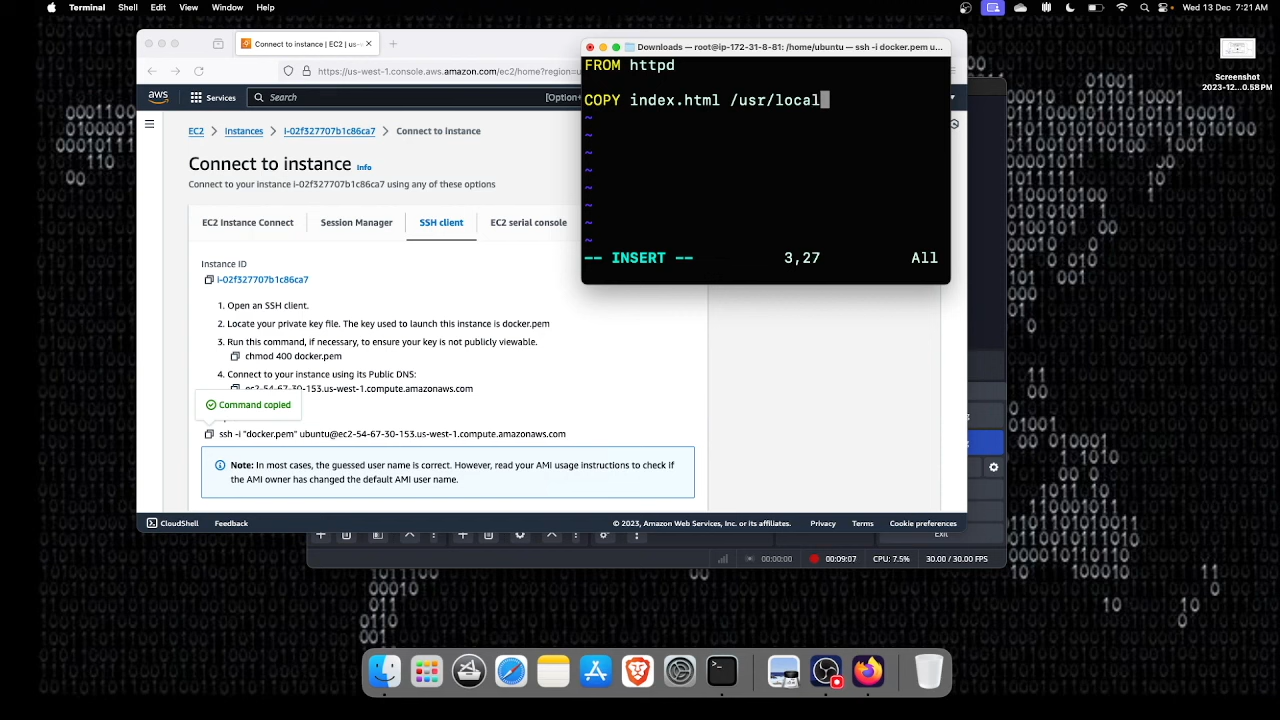 Terminal Shell Edit View Window Help
Wed 13 Dec 7:21 AM
Connect to instance | EC2 | us-
https://us-west-1.console.aws.amazon.com/ec2/home?region=u
Downloads — root@ip-172-31-8-81: /home/ubuntu — ssh -i docker.pem u...
Screenshot
2023-12...0.58 PM
aws
Services
Search
[Option+
FROM httpd
COPY index.html /usr/local
~
~
~
~
~
~
~
~
-- INSERT --
3,27
All
EC2
Instances
i-02f327707b1c86ca7
Connect to instance
Connect to instance Info
Connect to your instance i-02f327707b1c86ca7 using any of these options
EC2 Instance Connect
Session Manager
SSH client
EC2 serial console
Instance ID
i-02f327707b1c86ca7
1. Open an SSH client.
2. Locate your private key file. The key used to launch this instance is docker.pem
3. Run this command, if necessary, to ensure your key is not publicly viewable.
chmod 400 docker.pem
4. Connect to your instance using its Public DNS:
ec2-54-67-30-153.us-west-1.compute.amazonaws.com
Command copied
ssh -i "docker.pem" ubuntu@ec2-54-67-30-153.us-west-1.compute.amazonaws.com
Note: In most cases, the guessed user name is correct. However, read your AMI usage instructions to check if
the AMI owner has changed the default AMI user name.
CloudShell
Feedback
© 2023, Amazon Web Services, Inc. or its affiliates.
Privacy
Terms
Cookie preferences
Exit
00:00:00
00:09:07
CPU: 7.5%
30.00 / 30.00 FPS